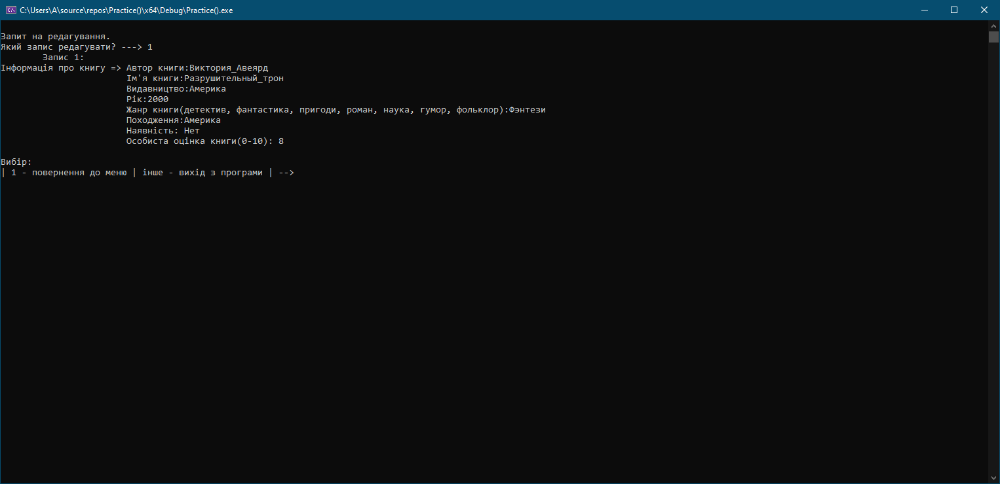 C:\Users\A\source\repos\Practice()\x64\Debug\Practice().exe
Запит на редагування.
Який запис редагувати? ---> 1
Запис 1:
Інформація про книгу => Автор книги:Виктория_Авеярд
Ім'я книги:Разрушительный_трон
Видавництво:Америка
Рік:2000
Жанр книги(детектив, фантастика, пригоди, роман, наука, гумор, фольклор):Фэнтези
Походження:Америка
Наявність: Нет
Особиста оцінка книги(0-10): 8
Вибір:
| 1 - повернення до меню | інше - вихід з програми | -->